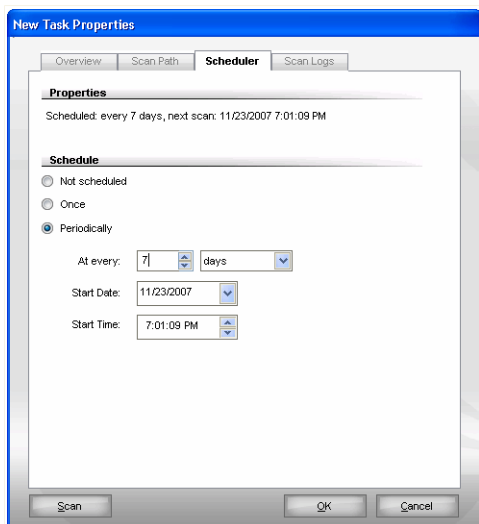 New Task Properties
Overview Scan Path Scheduler Scan Logs
Properties
Scheduled: every 7 days, next scan: 11/23/2007 7:01:09 PM
Schedule
Not scheduled
Once
Periodically
At every: 7 days
Start Date: 11/23/2007
Start Time: 7:01:09 PM
Scan OK Cancel